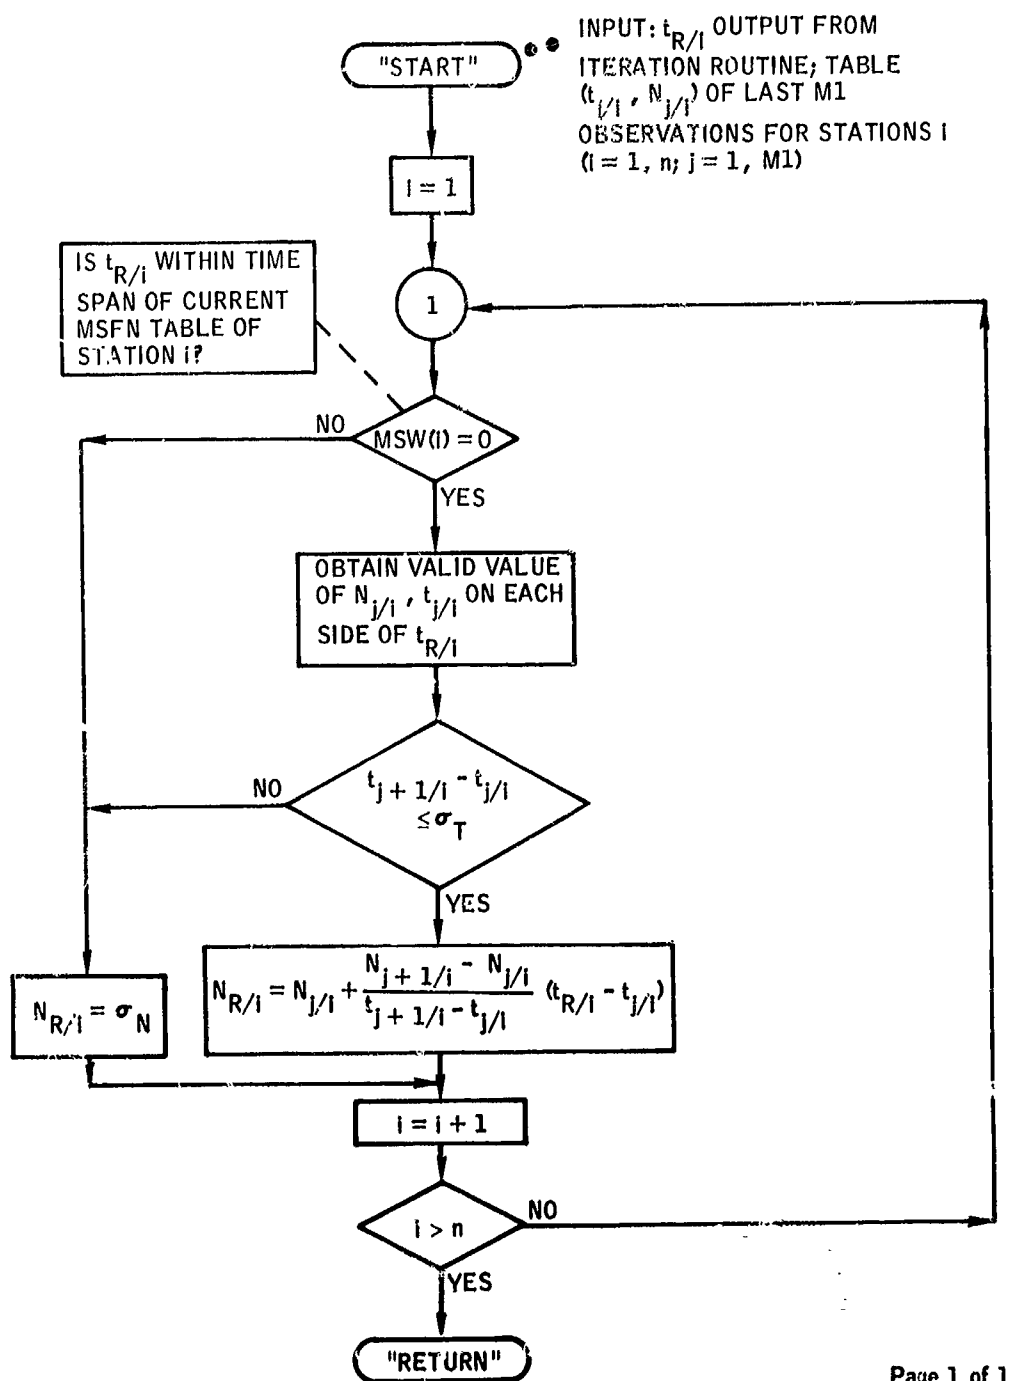 "START"
INPUT: t_R/i OUTPUT FROM
ITERATION ROUTINE; TABLE
(t_j/i , N_j/i) OF LAST M1
OBSERVATIONS FOR STATIONS i
(i = 1, n; j = 1, M1)
i = 1
IS t_R/i WITHIN TIME
SPAN OF CURRENT
MSFN TABLE OF
STATION i?
1
NO
MSW(i) = 0
YES
OBTAIN VALID VALUE
OF N_j/i , t_j/i ON EACH
SIDE OF t_R/i
NO
t_j + 1/i - t_j/i
≤ σ_T
YES
N_R/i = σ_N
N_R/i = N_j/i + (N_j + 1/i - N_j/i)/(t_j + 1/i - t_j/i) (t_R/i - t_j/i)
i = i + 1
i > n
NO
YES
"RETURN"
Page 1 of 1